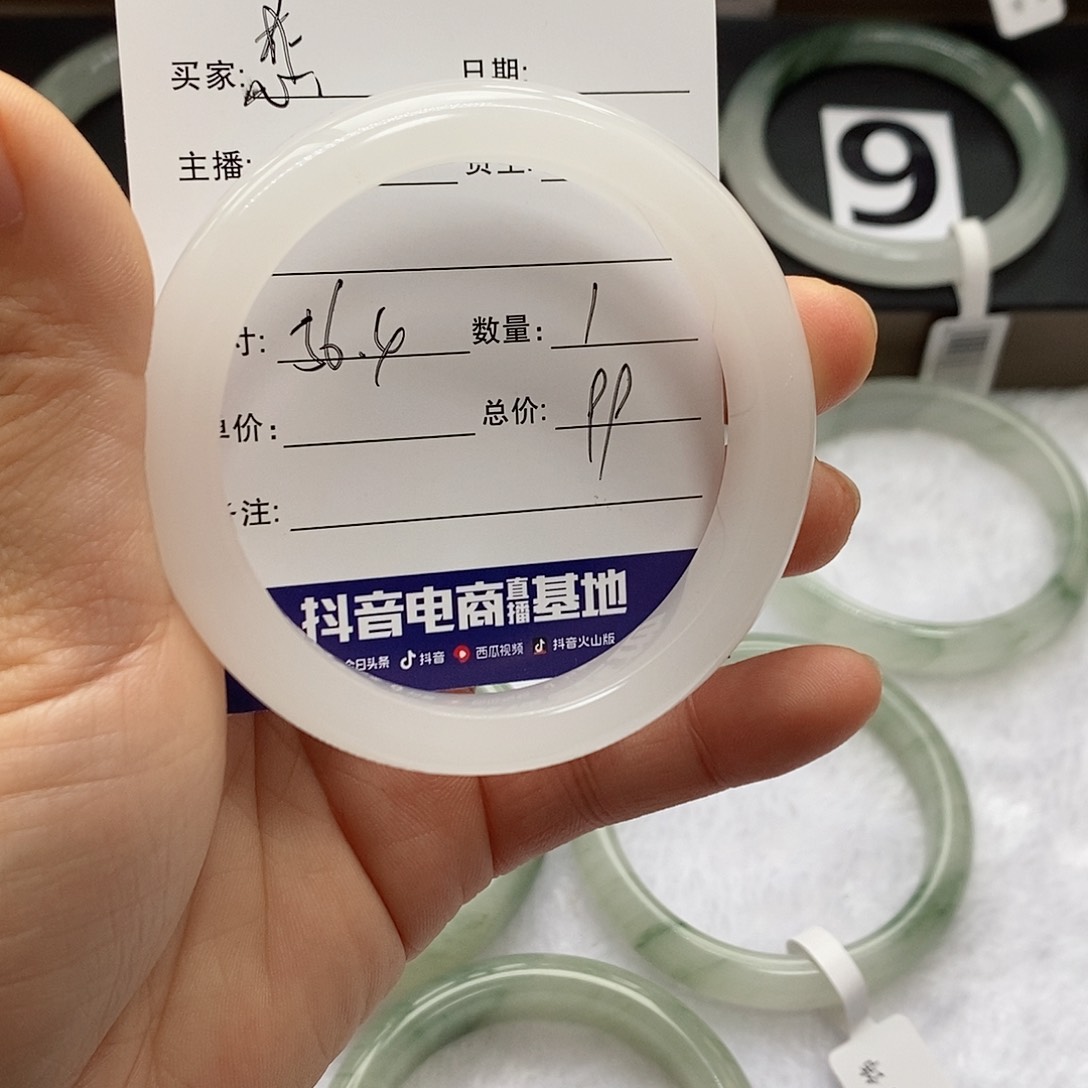 买家: 日期:
9
主播:
寸: 56.4 数量: 1
价: 总价: PP
注:
抖音电商直播基地
今日头条 抖音 西瓜视频 抖音火山版